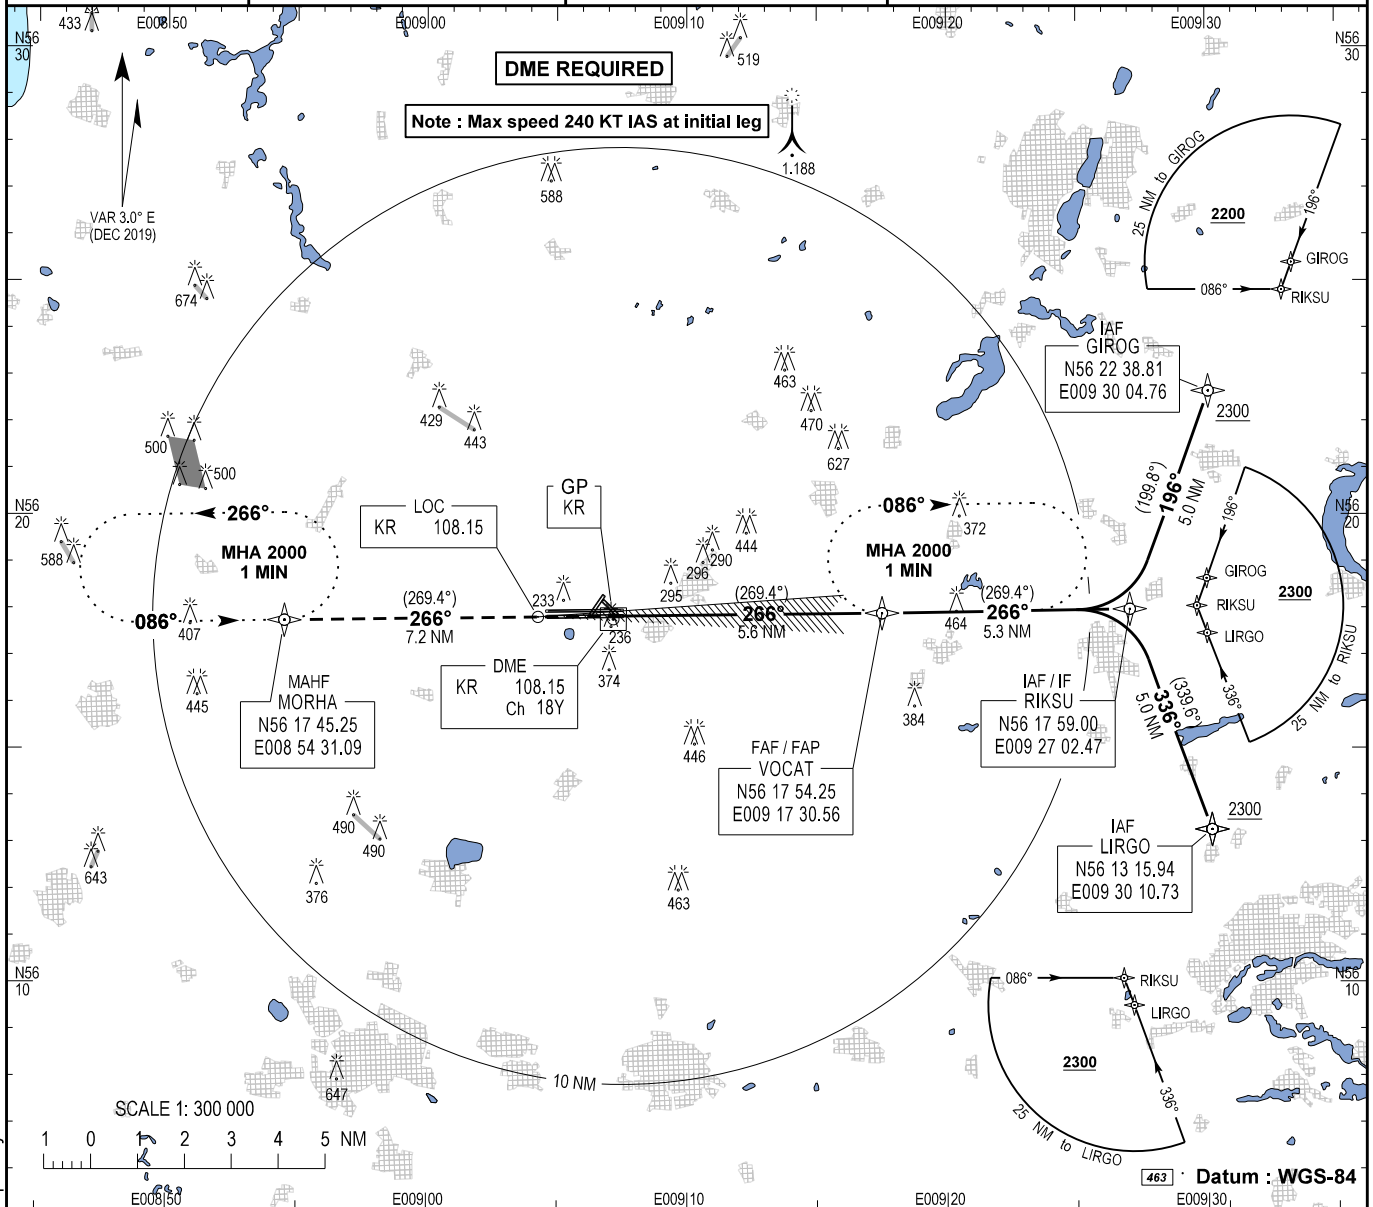 E008 50
E009 00
E009 10
E009 20
E009 30
433
N56
30
N56
30
519
DME REQUIRED
Note : Max speed 240 KT IAS at initial leg
1.188
588
VAR 3.0° E
(DEC 2019)
25 NM to GIROG
2200
196°
GIROG
086°
RIKSU
674
IAF
GIROG
N56 22 38.81
E009 30 04.76
2300
463
470
627
429
443
500
500
(199.8°)
196°
5.0 NM
GP
KR
LOC
KR 108.15
N56
20
N56
20
266°
MHA 2000
1 MIN
086°
588
407
086°
MHA 2000
1 MIN
372
444
290
296
295
196°
GIROG
RIKSU
LIRGO
2300
336°
25 NM to RIKSU
(269.4°)
266°
7.2 NM
233
236
(269.4°)
266°
5.6 NM
464
(269.4°)
266°
5.3 NM
DME
KR 108.15
Ch 18Y
374
445
MAHF
MORHA
N56 17 45.25
E008 54 31.09
446
384
IAF / IF
RIKSU
N56 17 59.00
E009 27 02.47
(339.6°)
336°
5.0 NM
FAF / FAP
VOCAT
N56 17 54.25
E009 17 30.56
2300
IAF
LIRGO
N56 13 15.94
E009 30 10.73
490
490
643
376
463
N56
10
N56
10
086°
RIKSU
LIRGO
2300
336°
25 NM to LIRGO
10 NM
647
SCALE 1: 300 000
1 0 1 2 3 4 5 NM
463
Datum : WGS-84
E008 50
E009 00
E009 10
E009 20
E009 30